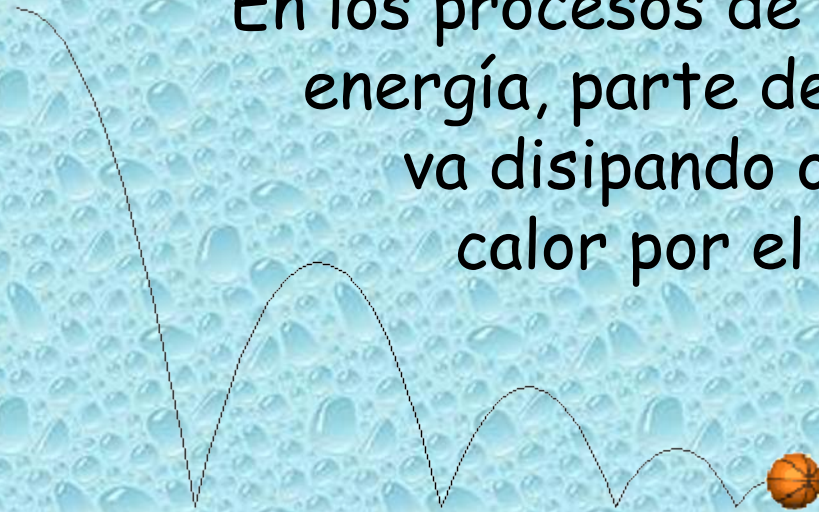 En los procesos de
energía, parte de
va disipando
calor por el